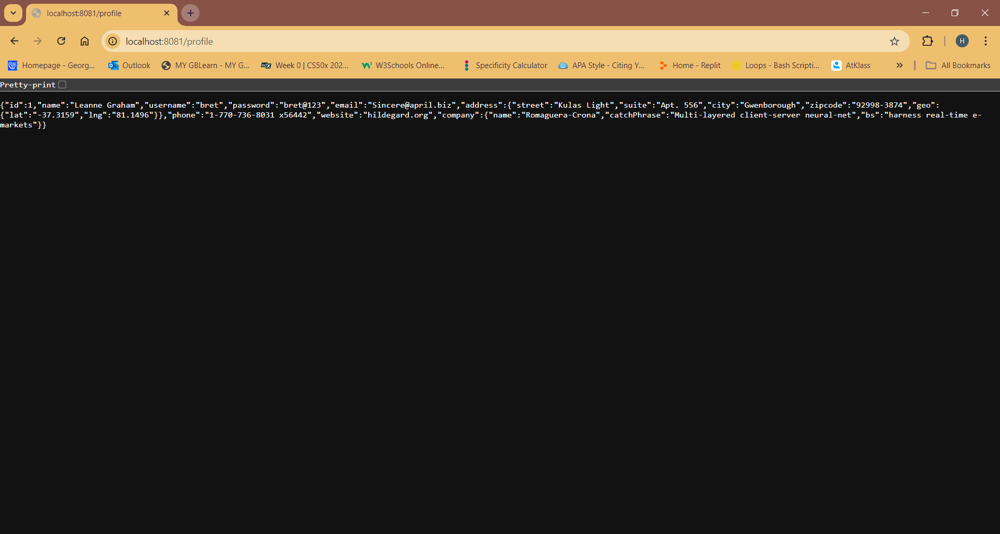 localhost:8081/profile
localhost:8081/profile
H
Homepage - Georg...
Outlook
MY GBLearn - MY G...
edX
Week 0 | CS50x 202...
W3Schools Online...
Specificity Calculator
APA Style - Citing Y...
Home - Replit
Loops - Bash Scripti...
AtKlass
All Bookmarks
Pretty-print
{"id":1,"name":"Leanne Graham","username":"bret","password":"bret@123","email":"Sincere@april.biz","address":{"street":"Kulas Light","suite":"Apt. 556","city":"Gwenborough","zipcode":"92998-3874","geo":
{"lat":"-37.3159","lng":"81.1496"}},"phone":"1-770-736-8031 x56442","website":"hildegard.org","company":{"name":"Romaguera-Crona","catchPhrase":"Multi-layered client-server neural-net","bs":"harness real-time e-
markets"}}